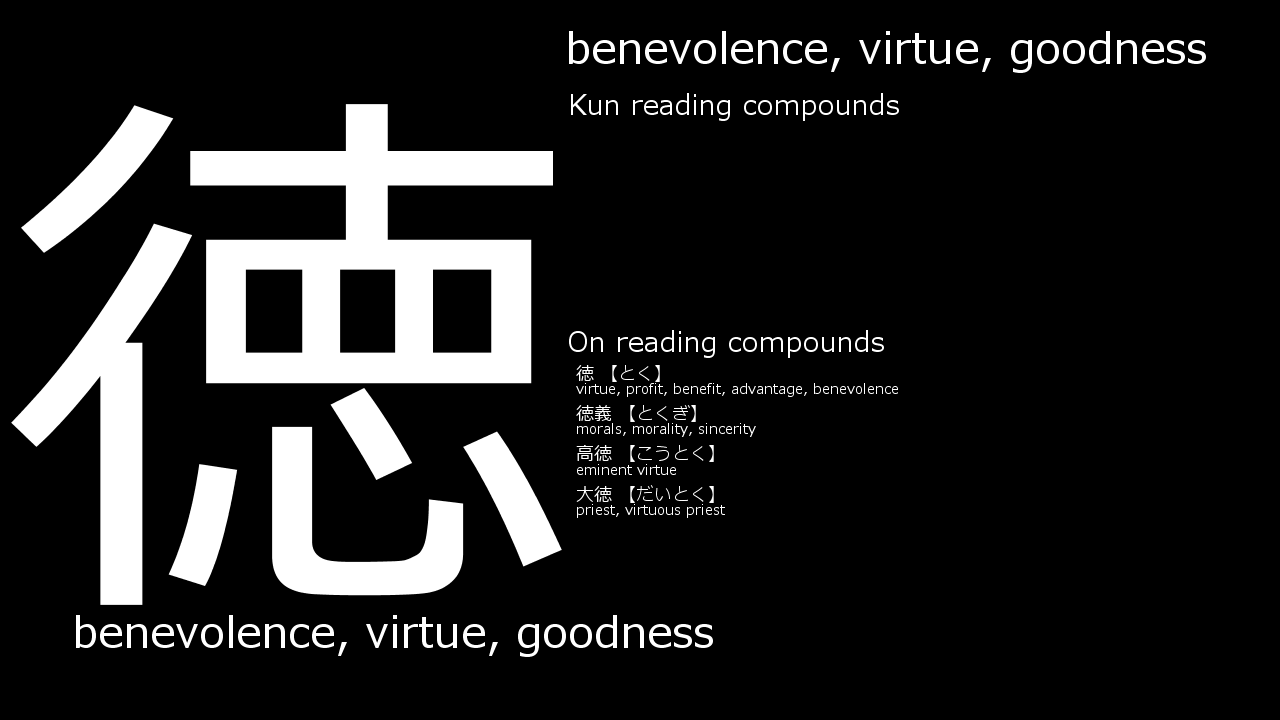 徳
benevolence, virtue, goodness
Kun reading compounds
On reading compounds
徳 【とく】
virtue, profit, benefit, advantage, benevolence
徳義 【とくぎ】
morals, morality, sincerity
高徳 【こうとく】
eminent virtue
大徳 【だいとく】
priest, virtuous priest
benevolence, virtue, goodness